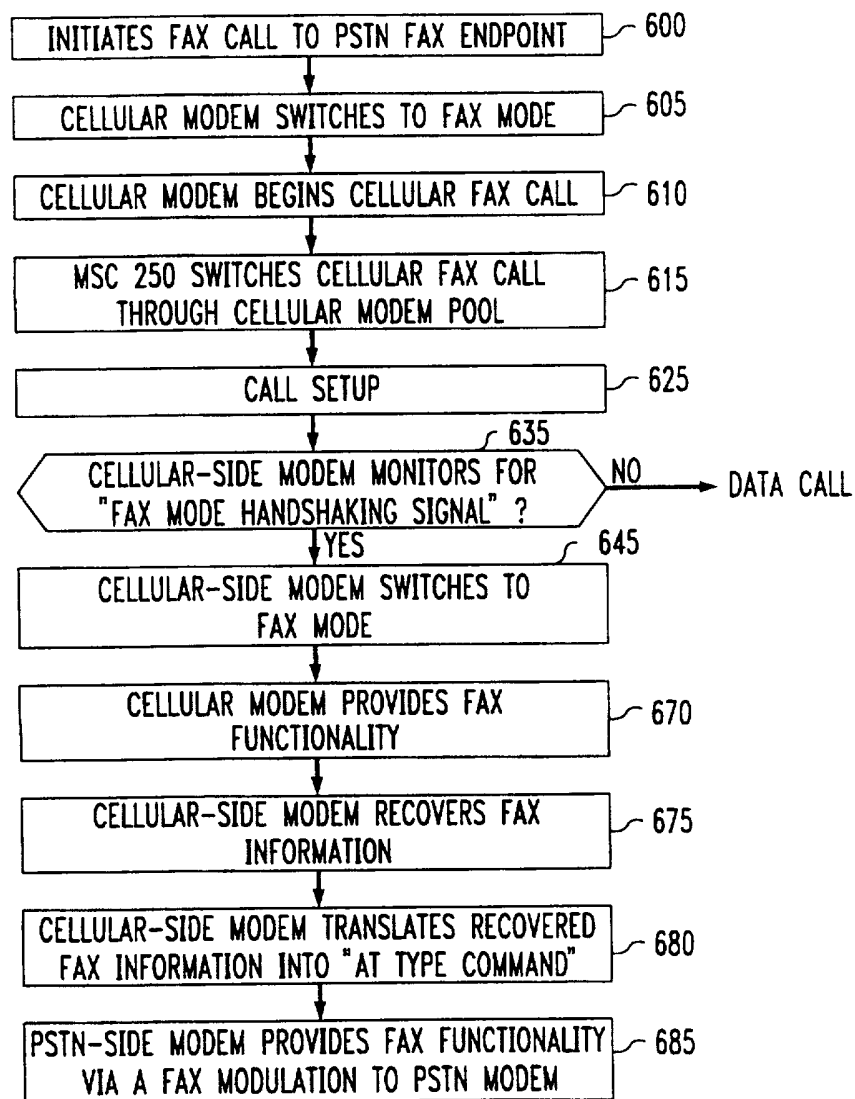 INITIATES FAX CALL TO PSTN FAX ENDPOINT
600
CELLULAR MODEM SWITCHES TO FAX MODE
605
CELLULAR MODEM BEGINS CELLULAR FAX CALL
610
MSC 250 SWITCHES CELLULAR FAX CALL
THROUGH CELLULAR MODEM POOL
615
CALL SETUP
625
635
CELLULAR-SIDE MODEM MONITORS FOR
"FAX MODE HANDSHAKING SIGNAL" ?
NO
DATA CALL
YES
645
CELLULAR-SIDE MODEM SWITCHES TO
FAX MODE
CELLULAR MODEM PROVIDES FAX
FUNCTIONALITY
670
CELLULAR-SIDE MODEM RECOVERS FAX
INFORMATION
675
CELLULAR-SIDE MODEM TRANSLATES RECOVERED
FAX INFORMATION INTO "AT TYPE COMMAND"
680
PSTN-SIDE MODEM PROVIDES FAX FUNCTIONALITY
VIA A FAX MODULATION TO PSTN MODEM
685